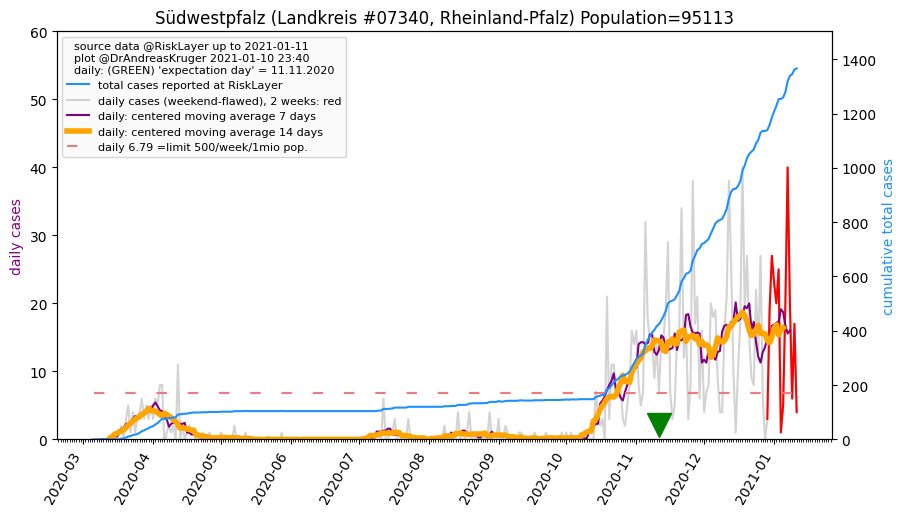 Südwestpfalz (Landkreis #07340, Rheinland-Pfalz) Population=95113
source data @RiskLayer up to 2021-01-11
plot @DrAndreasKruger 2021-01-10 23:40
daily: (GREEN) 'expectation day' = 11.11.2020
total cases reported at RiskLayer
daily cases (weekend-flawed), 2 weeks: red
daily: centered moving average 7 days
daily: centered moving average 14 days
daily 6.79 =limit 500/week/1mio pop.
daily cases
60
50
40
30
20
10
0
cumulative total cases
1400
1200
1000
800
600
400
200
0
2020-03
2020-04
2020-05
2020-06
2020-07
2020-08
2020-09
2020-10
2020-11
2020-12
2021-01